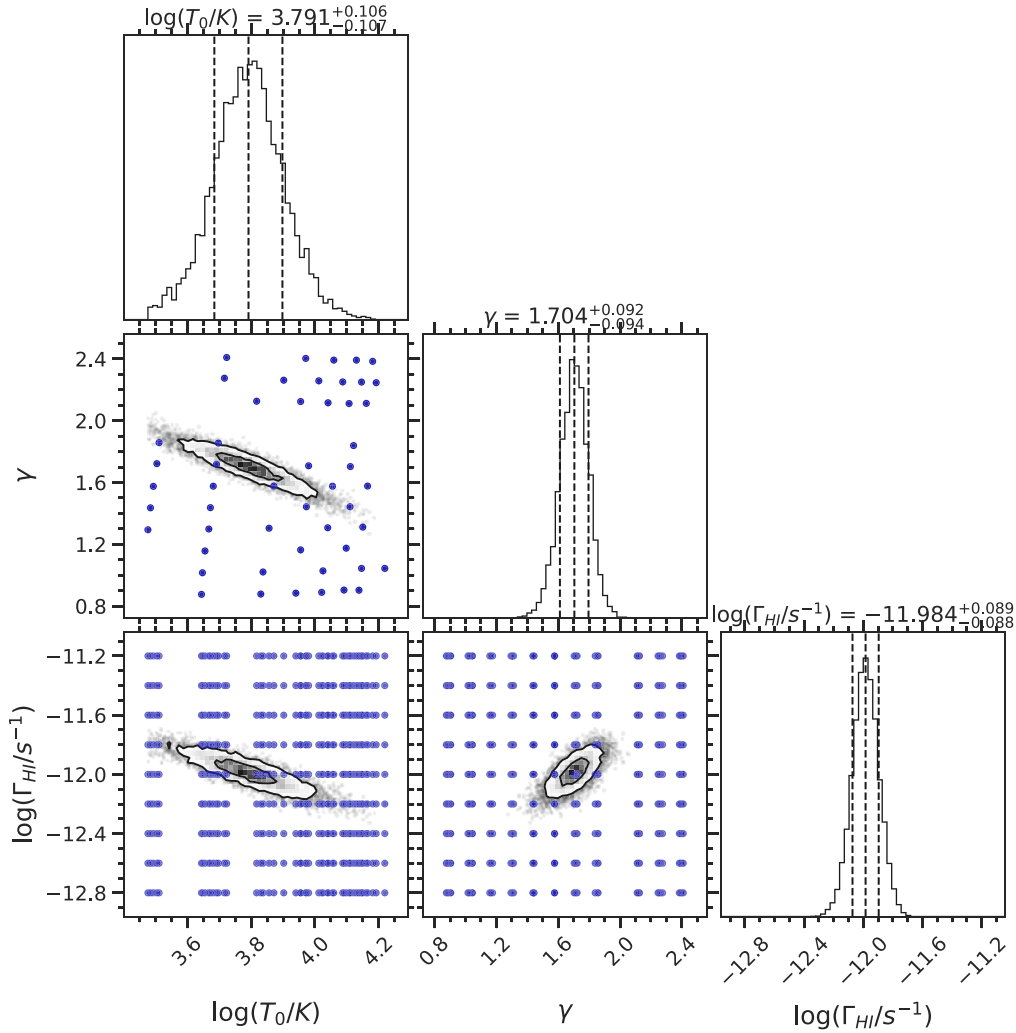 log(T₀/K) = 3.791⁺⁰·¹⁰⁶₋₀.₁₀₇
γ = 1.704⁺⁰·⁰⁹²₋₀.₀₉₄
log(Γ_HI/s⁻¹) = −11.984⁺⁰·⁰⁸⁹₋₀.₀₈₈
2.4
2.0
1.6
1.2
0.8
γ
−11.2
−11.6
−12.0
−12.4
−12.8
log(Γ_HI/s⁻¹)
3.6 3.8 4.0 4.2
0.8 1.2 1.6 2.0 2.4
−12.8 −12.4 −12.0 −11.6 −11.2
log(T₀/K)
γ
log(Γ_HI/s⁻¹)